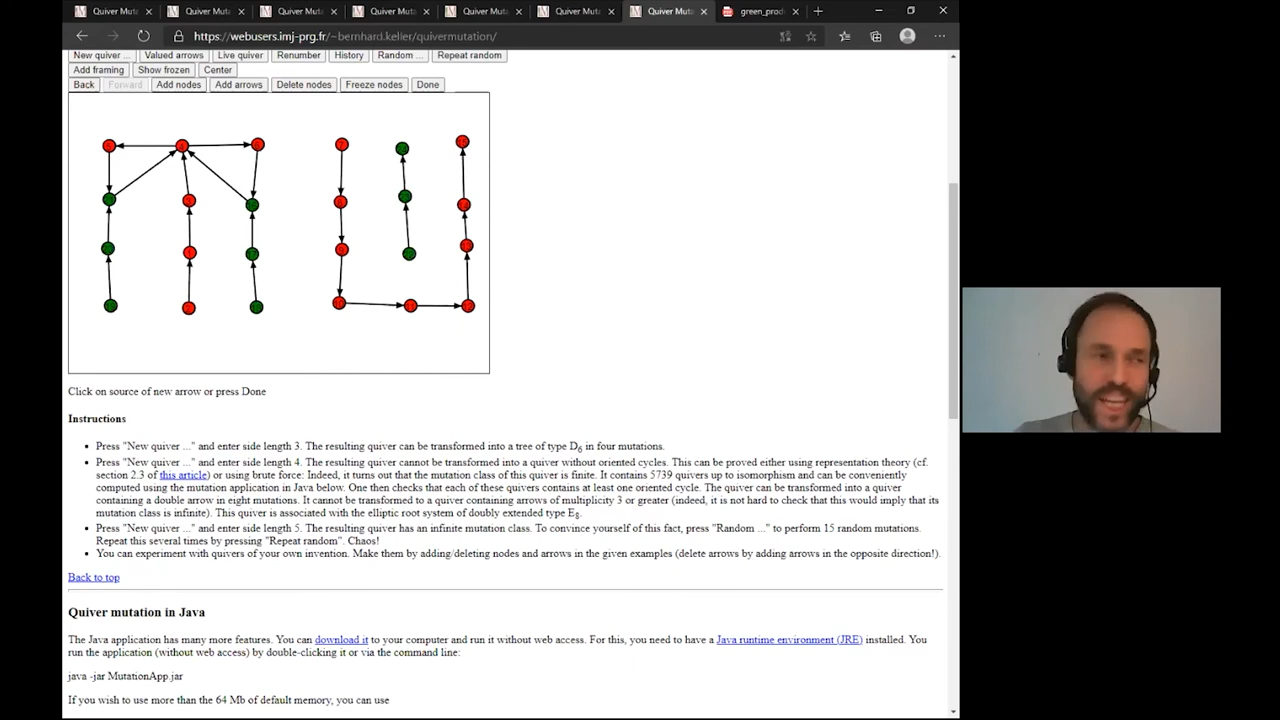 Quiver Muta Quiver Muta Quiver Muta Quiver Muta Quiver Muta Quiver Muta Quiver Muta green_prod
https://webusers.imj-prg.fr/~bernhard.keller/quivermutation/
New quiver ... Valued arrows Live quiver Renumber History Random ... Repeat random
Add framing Show frozen Center
Back Forward Add nodes Add arrows Delete nodes Freeze nodes Done
Click on source of new arrow or press Done
Instructions
• Press "New quiver ..." and enter side length 3. The resulting quiver can be transformed into a tree of type D6 in four mutations.
• Press "New quiver ..." and enter side length 4. The resulting quiver cannot be transformed into a quiver without oriented cycles. This can be proved either using representation theory (cf.
section 2.3 of this article) or using brute force: Indeed, it turns out that the mutation class of this quiver is finite. It contains 5739 quivers up to isomorphism and can be conveniently
computed using the mutation application in Java below. One then checks that each of these quivers contains at least one oriented cycle. The quiver can be transformed into a quiver
containing a double arrow in eight mutations. It cannot be transformed to a quiver containing arrows of multiplicity 3 or greater (indeed, it is not hard to check that this would imply that its
mutation class is infinite). This quiver is associated with the elliptic root system of doubly extended type E8.
• Press "New quiver ..." and enter side length 5. The resulting quiver has an infinite mutation class. To convince yourself of this fact, press "Random ..." to perform 15 random mutations.
Repeat this several times by pressing "Repeat random". Chaos!
• You can experiment with quivers of your own invention. Make them by adding/deleting nodes and arrows in the given examples (delete arrows by adding arrows in the opposite direction!).
Back to top
Quiver mutation in Java
The Java application has many more features. You can download it to your computer and run it without web access. For this, you need to have a Java runtime environment (JRE) installed. You
run the application (without web access) by double-clicking it or via the command line:
java -jar MutationApp.jar
If you wish to use more than the 64 Mb of default memory, you can use